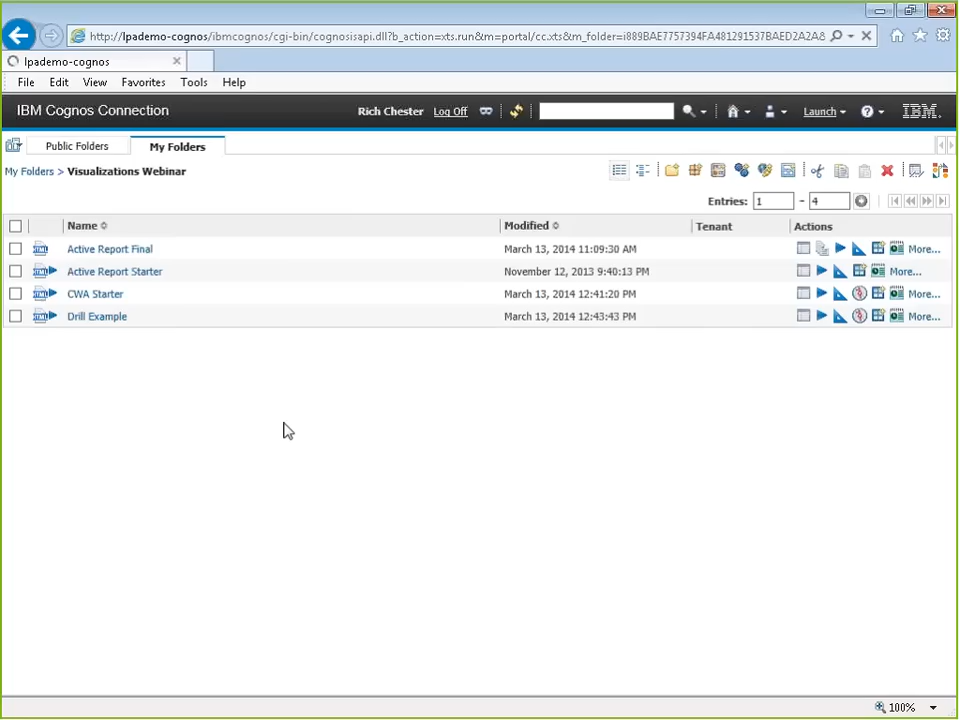 http://lpademo-cognos/ibmcognos/cgi-bin/cognosisapi.dll?b_action=xts.run&m=portal/cc.xts&m_folder=i889BAE7757394FA481291537BAED2A2A8
lpademo-cognos
File Edit View Favorites Tools Help
IBM Cognos Connection Rich Chester Log Off Launch IBM.
Public Folders My Folders
My Folders > Visualizations Webinar
Entries: 1 - 4
Name Modified Tenant Actions
Active Report Final March 13, 2014 11:09:30 AM More...
Active Report Starter November 12, 2013 9:40:13 PM More...
CWA Starter March 13, 2014 12:41:20 PM More...
Drill Example March 13, 2014 12:43:43 PM More...
100%